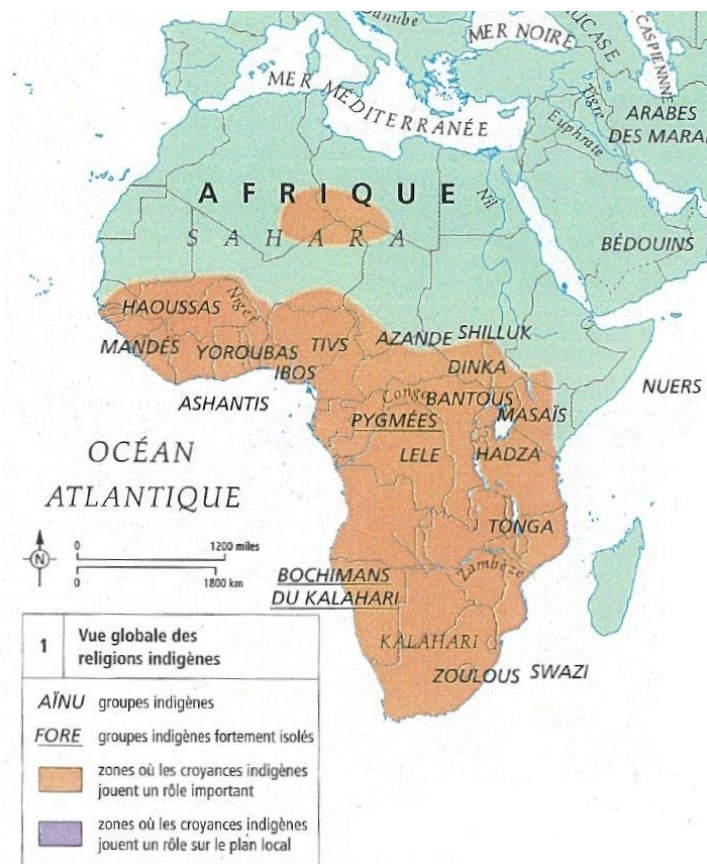 Danube
MER NOIRE
CAUCASE
CASPIENNNE
MER MÉDITERRANÉE
Tigre
Euphrate
ARABES
DES MARAI
AFRIQUE
Nil
SAHARA
BÉDOUINS
HAOUSSAS
Niger
MANDÉS
YOROUBAS
TIVS
IBOS
AZANDE
SHILLUK
DINKA
NUERS
ASHANTIS
Congo
BANTOUS
MASAÏS
PYGMÉES
LELE
HADZA
OCÉAN
ATLANTIQUE
TONGA
N
0 1200 miles
0 1800 km
BOCHIMANS
DU KALAHARI
Zambèze
KALAHARI
ZOULOUS
SWAZI
1 Vue globale des
religions indigènes
AÏNU groupes indigènes
FORE groupes indigènes fortement isolés
zones où les croyances indigènes
jouent un rôle important
zones où les croyances indigènes
jouent un rôle sur le plan local